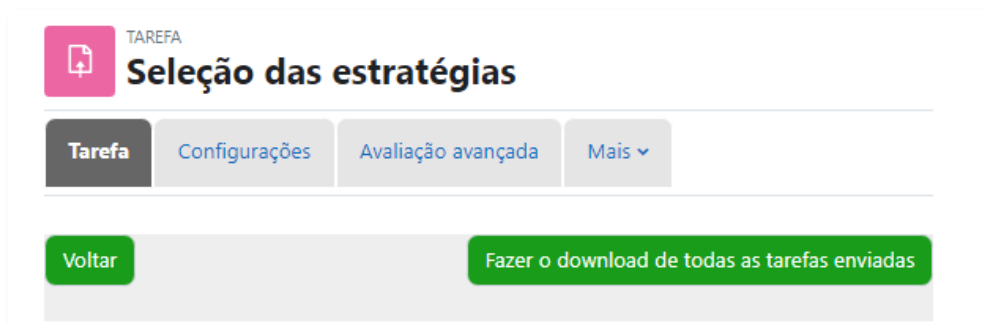 TAREFA
Seleção das estratégias
Tarefa Configurações Avaliação avançada Mais
Voltar Fazer o download de todas as tarefas enviadas